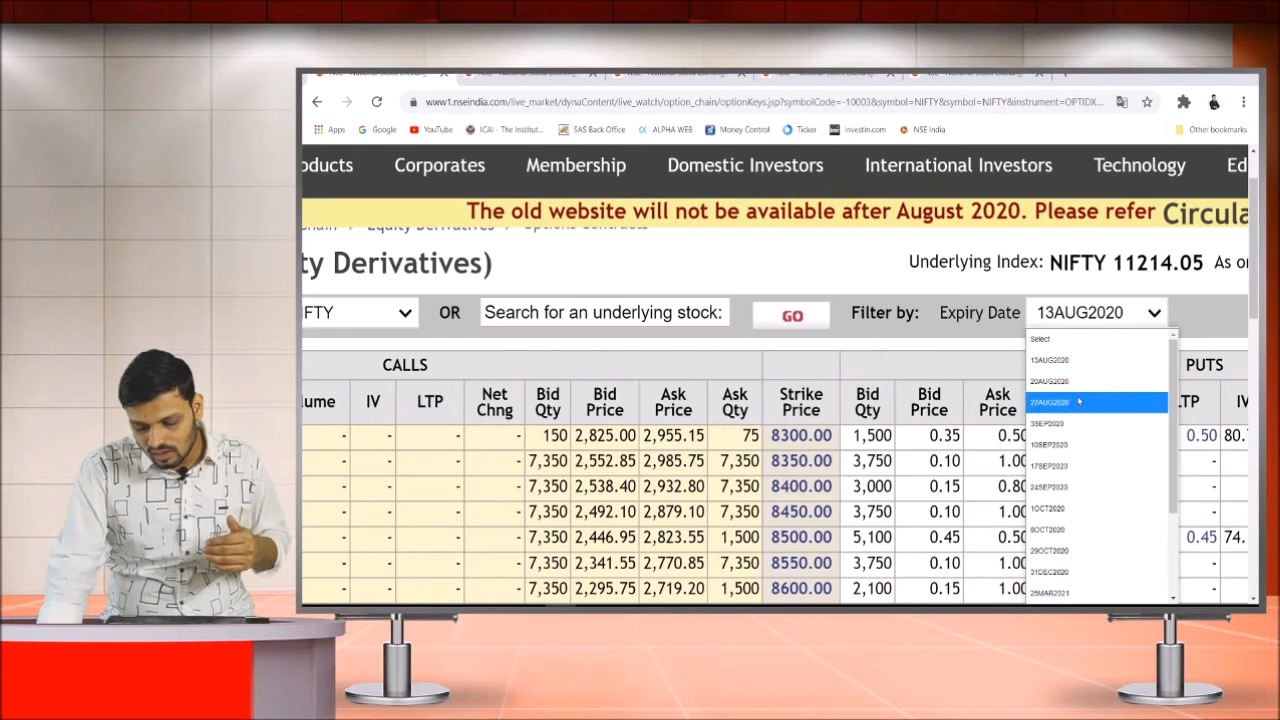 www1.nseindia.com/live_market/dynaContent/live_watch/option_chain/optionKeys.jsp?symbolCode=-10003&symbol=NIFTY&symbol=NIFTY&instrument=OPTIDX...
Apps Google YouTube ICAI - The Institut... SAS Back Office ALPHA WEB Money Control Ticker Investin.com NSE India Other bookmarks
oducts Corporates Membership Domestic Investors International Investors Technology Ed
The old website will not be available after August 2020. Please refer Circula
Equity Derivatives
ty Derivatives) Underlying Index: NIFTY 11214.05 As on
IFTY OR Search for an underlying stock: GO Filter by: Expiry Date 13AUG2020
Select
13AUG2020
20AUG2020
27AUG2020
3SEP2020
10SEP2020
17SEP2020
24SEP2020
1OCT2020
8OCT2020
29OCT2020
31DEC2020
25MAR2021
CALLS PUTS
lume IV LTP Net Chng Bid Qty Bid Price Ask Price Ask Qty Strike Price Bid Qty Bid Price Ask Price LTP IV
- - - - 150 2,825.00 2,955.15 75 8300.00 1,500 0.35 0.50 0.50 80.
- - - - 7,350 2,552.85 2,985.75 7,350 8350.00 3,750 0.10 1.00 - -
- - - - 7,350 2,538.40 2,932.80 7,350 8400.00 3,000 0.15 0.80 - -
- - - - 7,350 2,492.10 2,879.10 7,350 8450.00 3,750 0.10 1.00 - -
- - - - 7,350 2,446.95 2,823.55 1,500 8500.00 5,100 0.45 0.50 0.45 74.
- - - - 7,350 2,341.55 2,770.85 7,350 8550.00 3,750 0.10 1.00 - -
- - - - 7,350 2,295.75 2,719.20 1,500 8600.00 2,100 0.15 1.00 - -